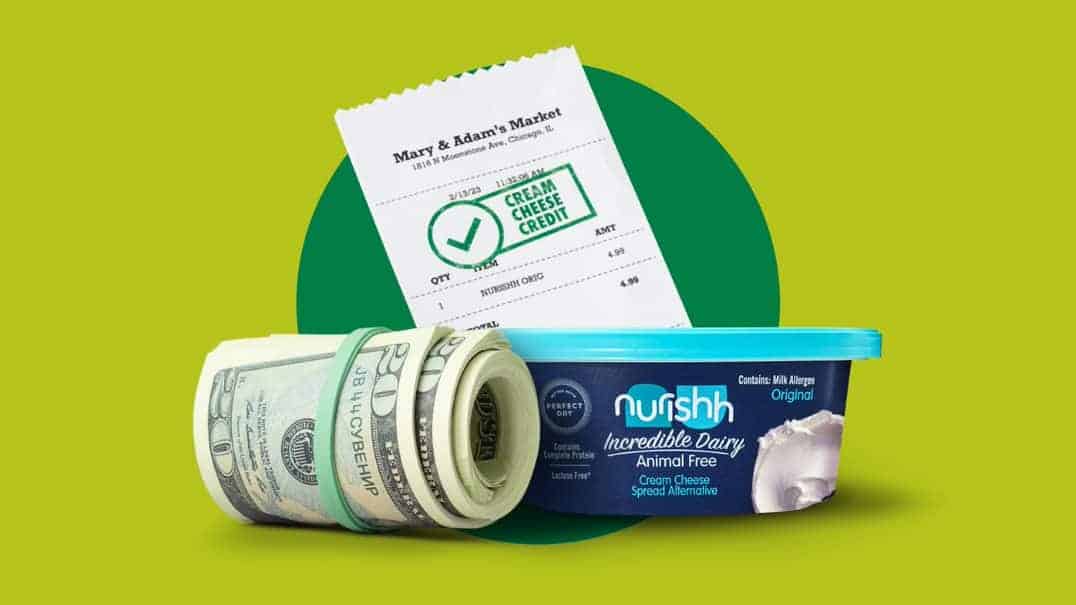 Mary & Adam's Market
1816 N Moonstone Ave, Chicago, IL
2/13/23 11:32:06 AM
CREAM
CHEESE
CREDIT
QTY ITEM AMT
1 NURISHH ORIG 4.99
4.99
20
JB 44 СУВЕНИР
20
PERFECT
DAY
Contains
Complete Protein
Lactose Free*
nurishh
Incredible Dairy
Animal Free
Cream Cheese
Spread Alternative
Contains: Milk Allergen
Original